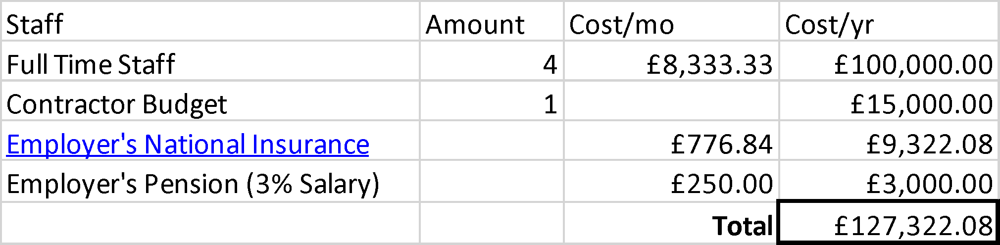 Staff Amount Cost/mo Cost/yr
Full Time Staff 4 £8,333.33 £100,000.00
Contractor Budget 1 £15,000.00
Employer's National Insurance £776.84 £9,322.08
Employer's Pension (3% Salary) £250.00 £3,000.00
Total £127,322.08